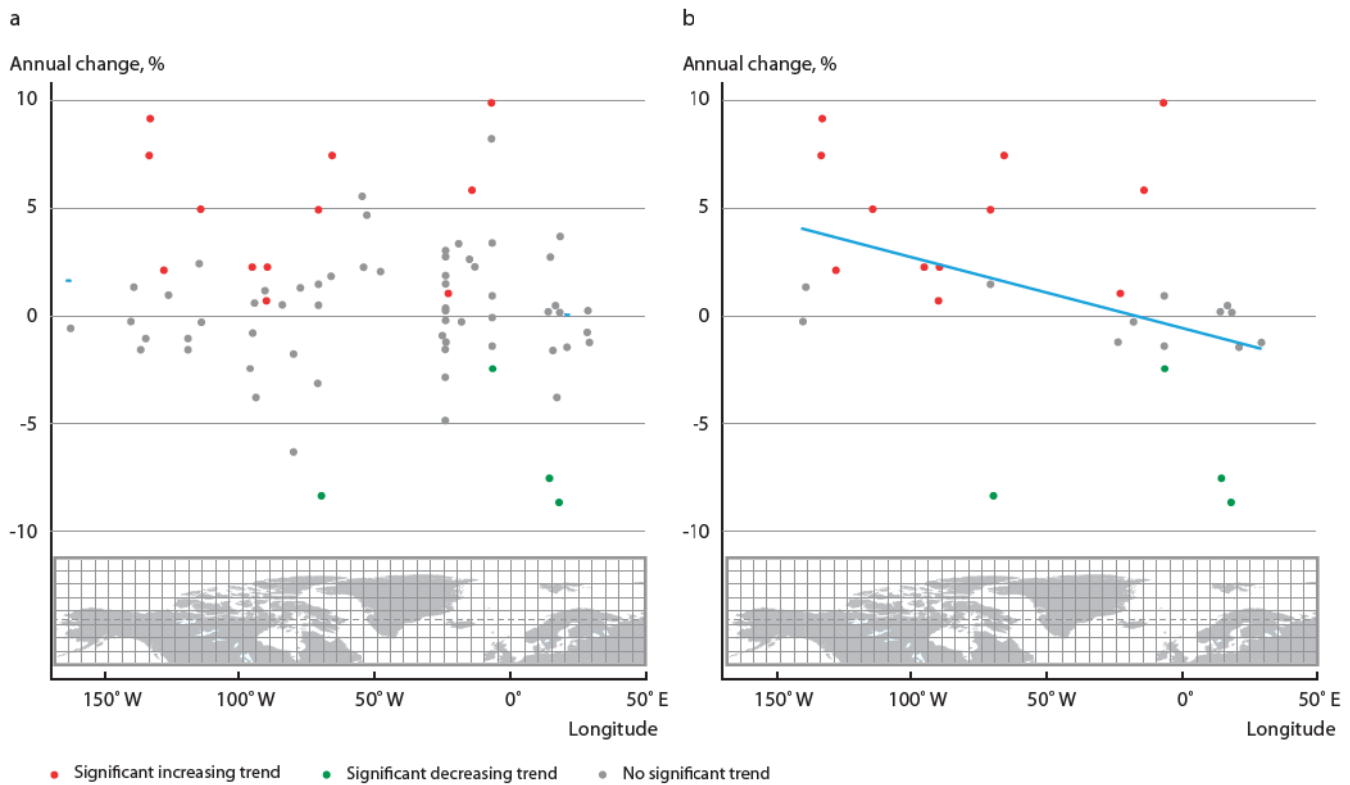 a
b
Annual change, %
Annual change, %
10
10
5
5
0
0
-5
-5
-10
-10
150° W
100° W
50° W
0°
50° E
150° W
100° W
50° W
0°
50° E
Longitude
Longitude
Significant increasing trend
Significant decreasing trend
No significant trend